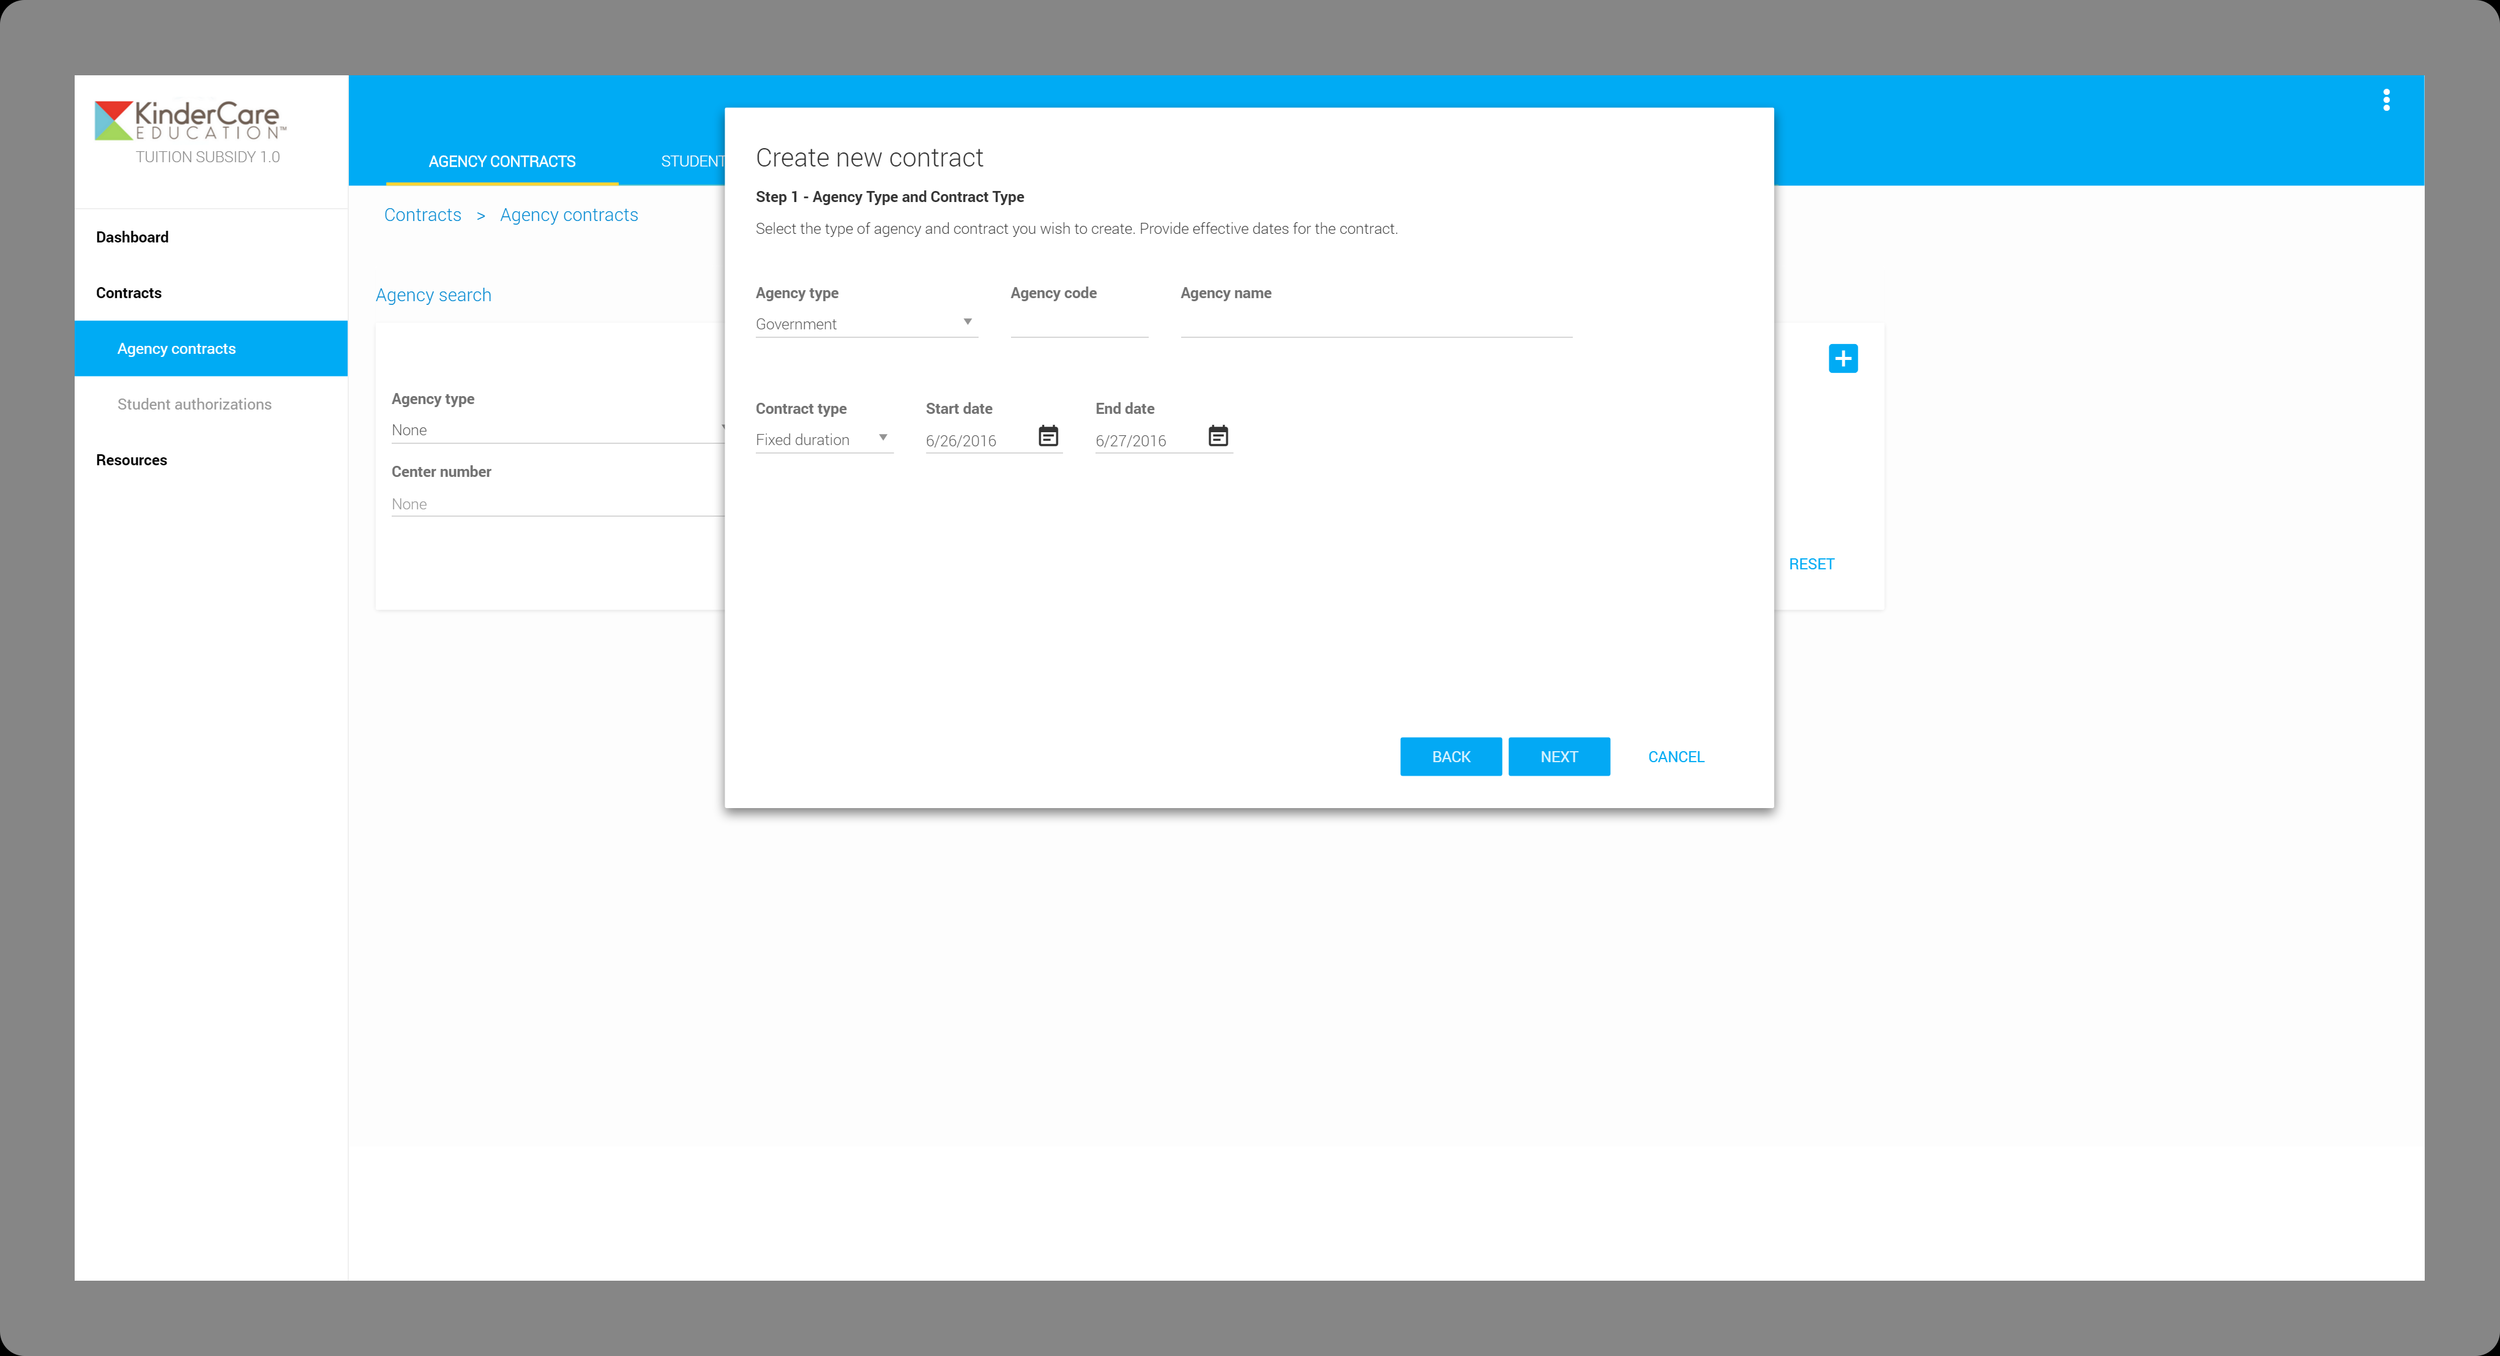 KinderCare
EDUCATION™
TUITION SUBSIDY 1.0
Dashboard
Contracts
Agency contracts
Student authorizations
Resources
AGENCY CONTRACTS
STUDENT
Contracts > Agency contracts
Agency search
Agency type
None
Center number
None
RESET
Create new contract
Step 1 - Agency Type and Contract Type
Select the type of agency and contract you wish to create. Provide effective dates for the contract.
Agency type Agency code Agency name
Government
Contract type Start date End date
Fixed duration 6/26/2016 6/27/2016
BACK NEXT CANCEL